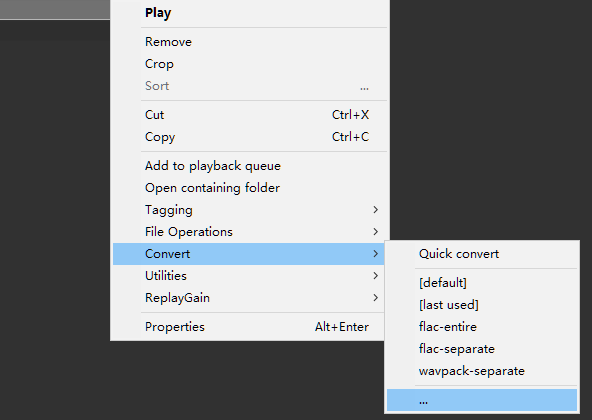 Play
Remove
Crop
Sort ...
Cut Ctrl+X
Copy Ctrl+C
Add to playback queue
Open containing folder
Tagging
File Operations
Convert
Utilities
ReplayGain
Properties Alt+Enter
Quick convert
[default]
[last used]
flac-entire
flac-separate
wavpack-separate
...